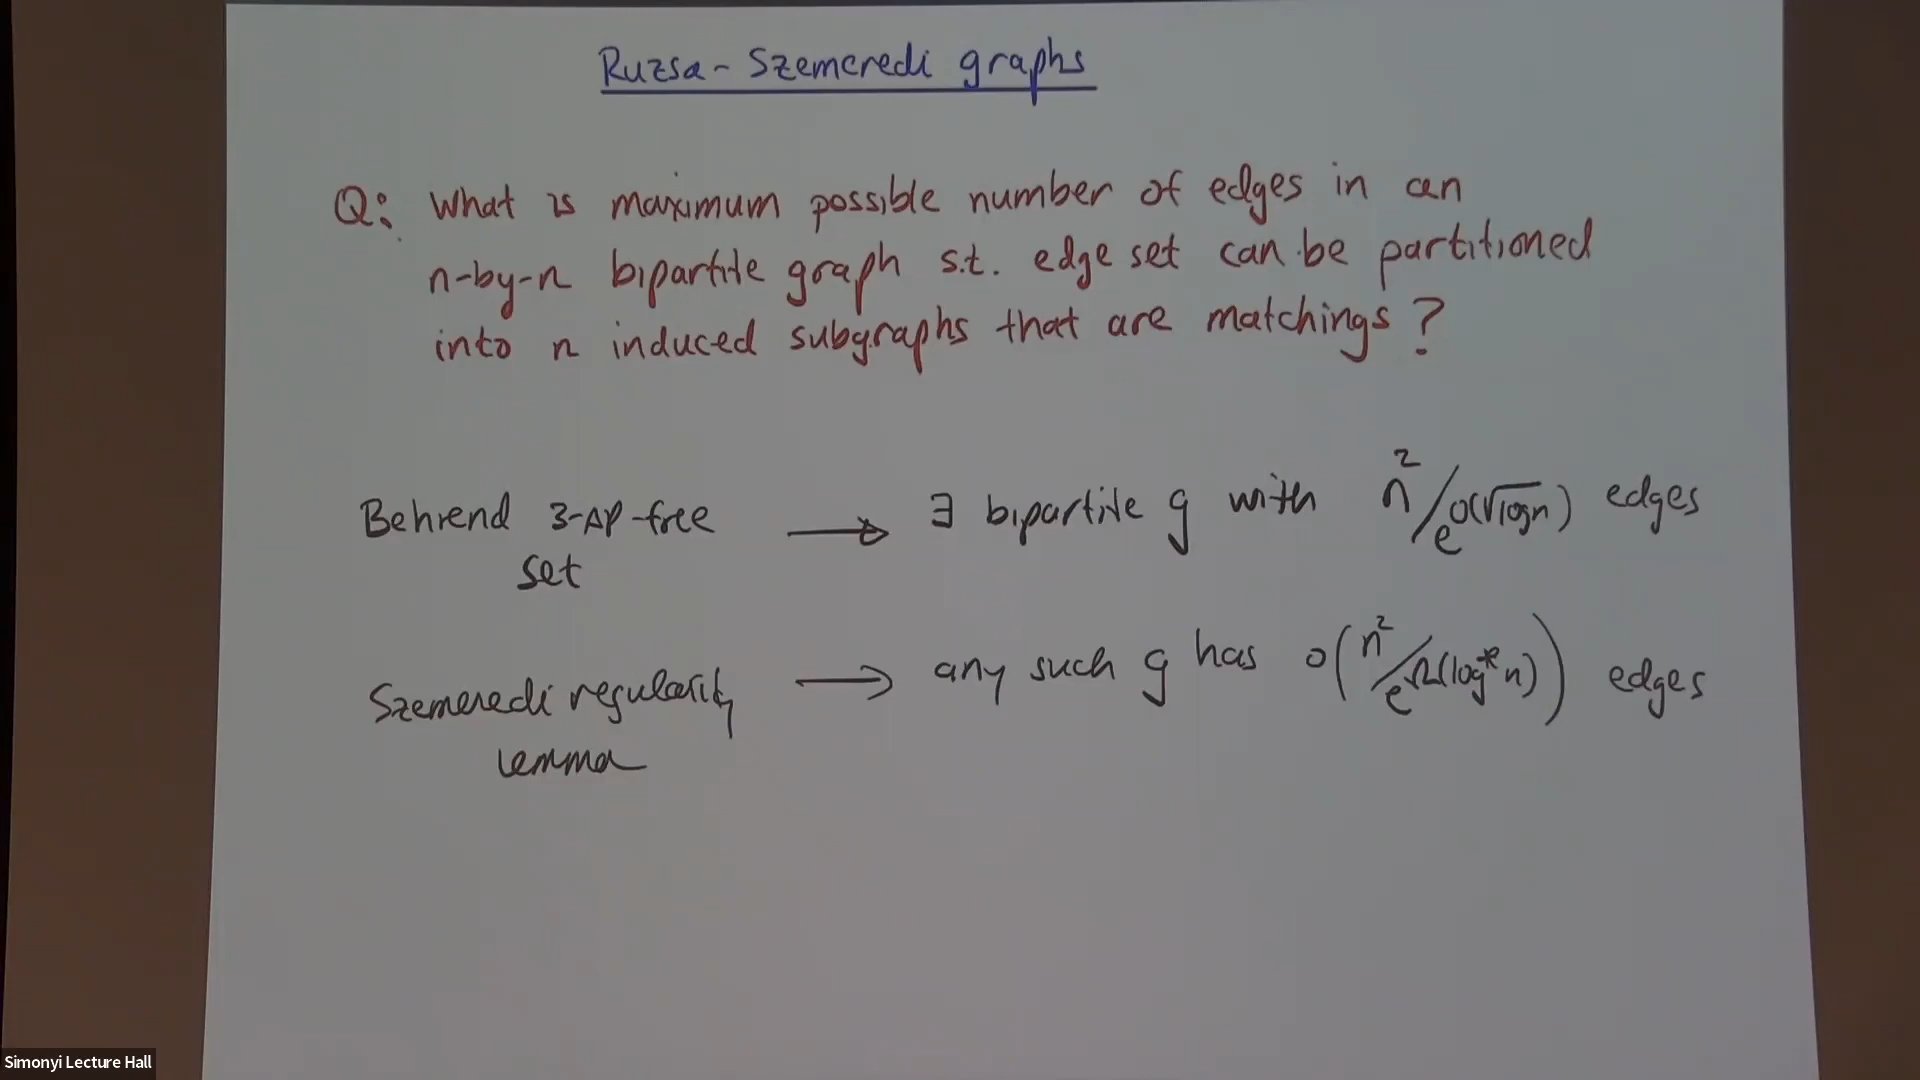 Ruzsa - Szemeredi graphs
Q: What is maximum possible number of edges in an
n-by-n bipartite graph s.t. edge set can be partitioned
into n induced subgraphs that are matchings?
Behrend 3-AP-free → ∃ bipartite g with n²/e^O(√logn) edges
set
Szemeredi regularity → any such g has O(n²/e^Ω(log*n)) edges
lemma
Simonyi Lecture Hall